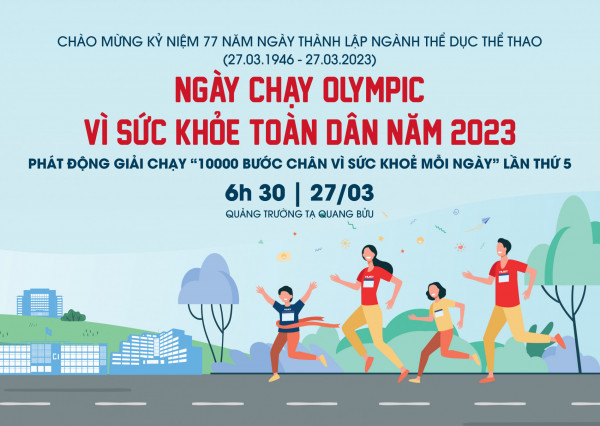 CHÀO MỪNG KỶ NIỆM 77 NĂM NGÀY THÀNH LẬP NGÀNH THỂ DỤC THỂ THAO
(27.03.1946 - 27.03.2023)
NGÀY CHẠY OLYMPIC
VÌ SỨC KHỎE TOÀN DÂN NĂM 2023
PHÁT ĐỘNG GIẢI CHẠY “10000 BƯỚC CHÂN VÌ SỨC KHOẺ MỖI NGÀY” LẦN THỨ 5
6h 30 | 27/03
QUẢNG TRƯỜNG TẠ QUANG BỬU